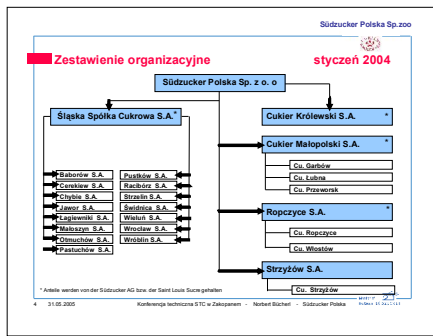 Südzucker Polska Sp.zoo
Zestawienie organizacyjne
styczeń 2004
Südzucker Polska Sp. z o. o
Śląska Spółka Cukrowa S.A.*
Baborów S.A.
Cerekiew S.A.
Chybie S.A.
Jawor S.A.
Łagiewniki S.A.
Małoszyn S.A.
Otmuchów S.A.
Pastuchów S.A.
Pustków S.A.
Racibórz S.A.
Strzelin S.A.
Świdnica S.A.
Wieluń S.A.
Wrocław S.A.
Wróblin S.A.
Cukier Królewski S.A. *
Cukier Małopolski S.A. *
Cu. Garbów
Cu. Łubna
Cu. Przeworsk
Ropczyce S.A. *
Cu. Ropczyce
Cu. Włostów
Strzyżów S.A.
Cu. Strzyżów
* Anteile werden von der Südzucker AG bzw. der Saint Louis Sucre gehalten
4 31.05.2005 Konferencja techniczna STC w Zakopanem - Norbert Bücherl - Südzucker Polska